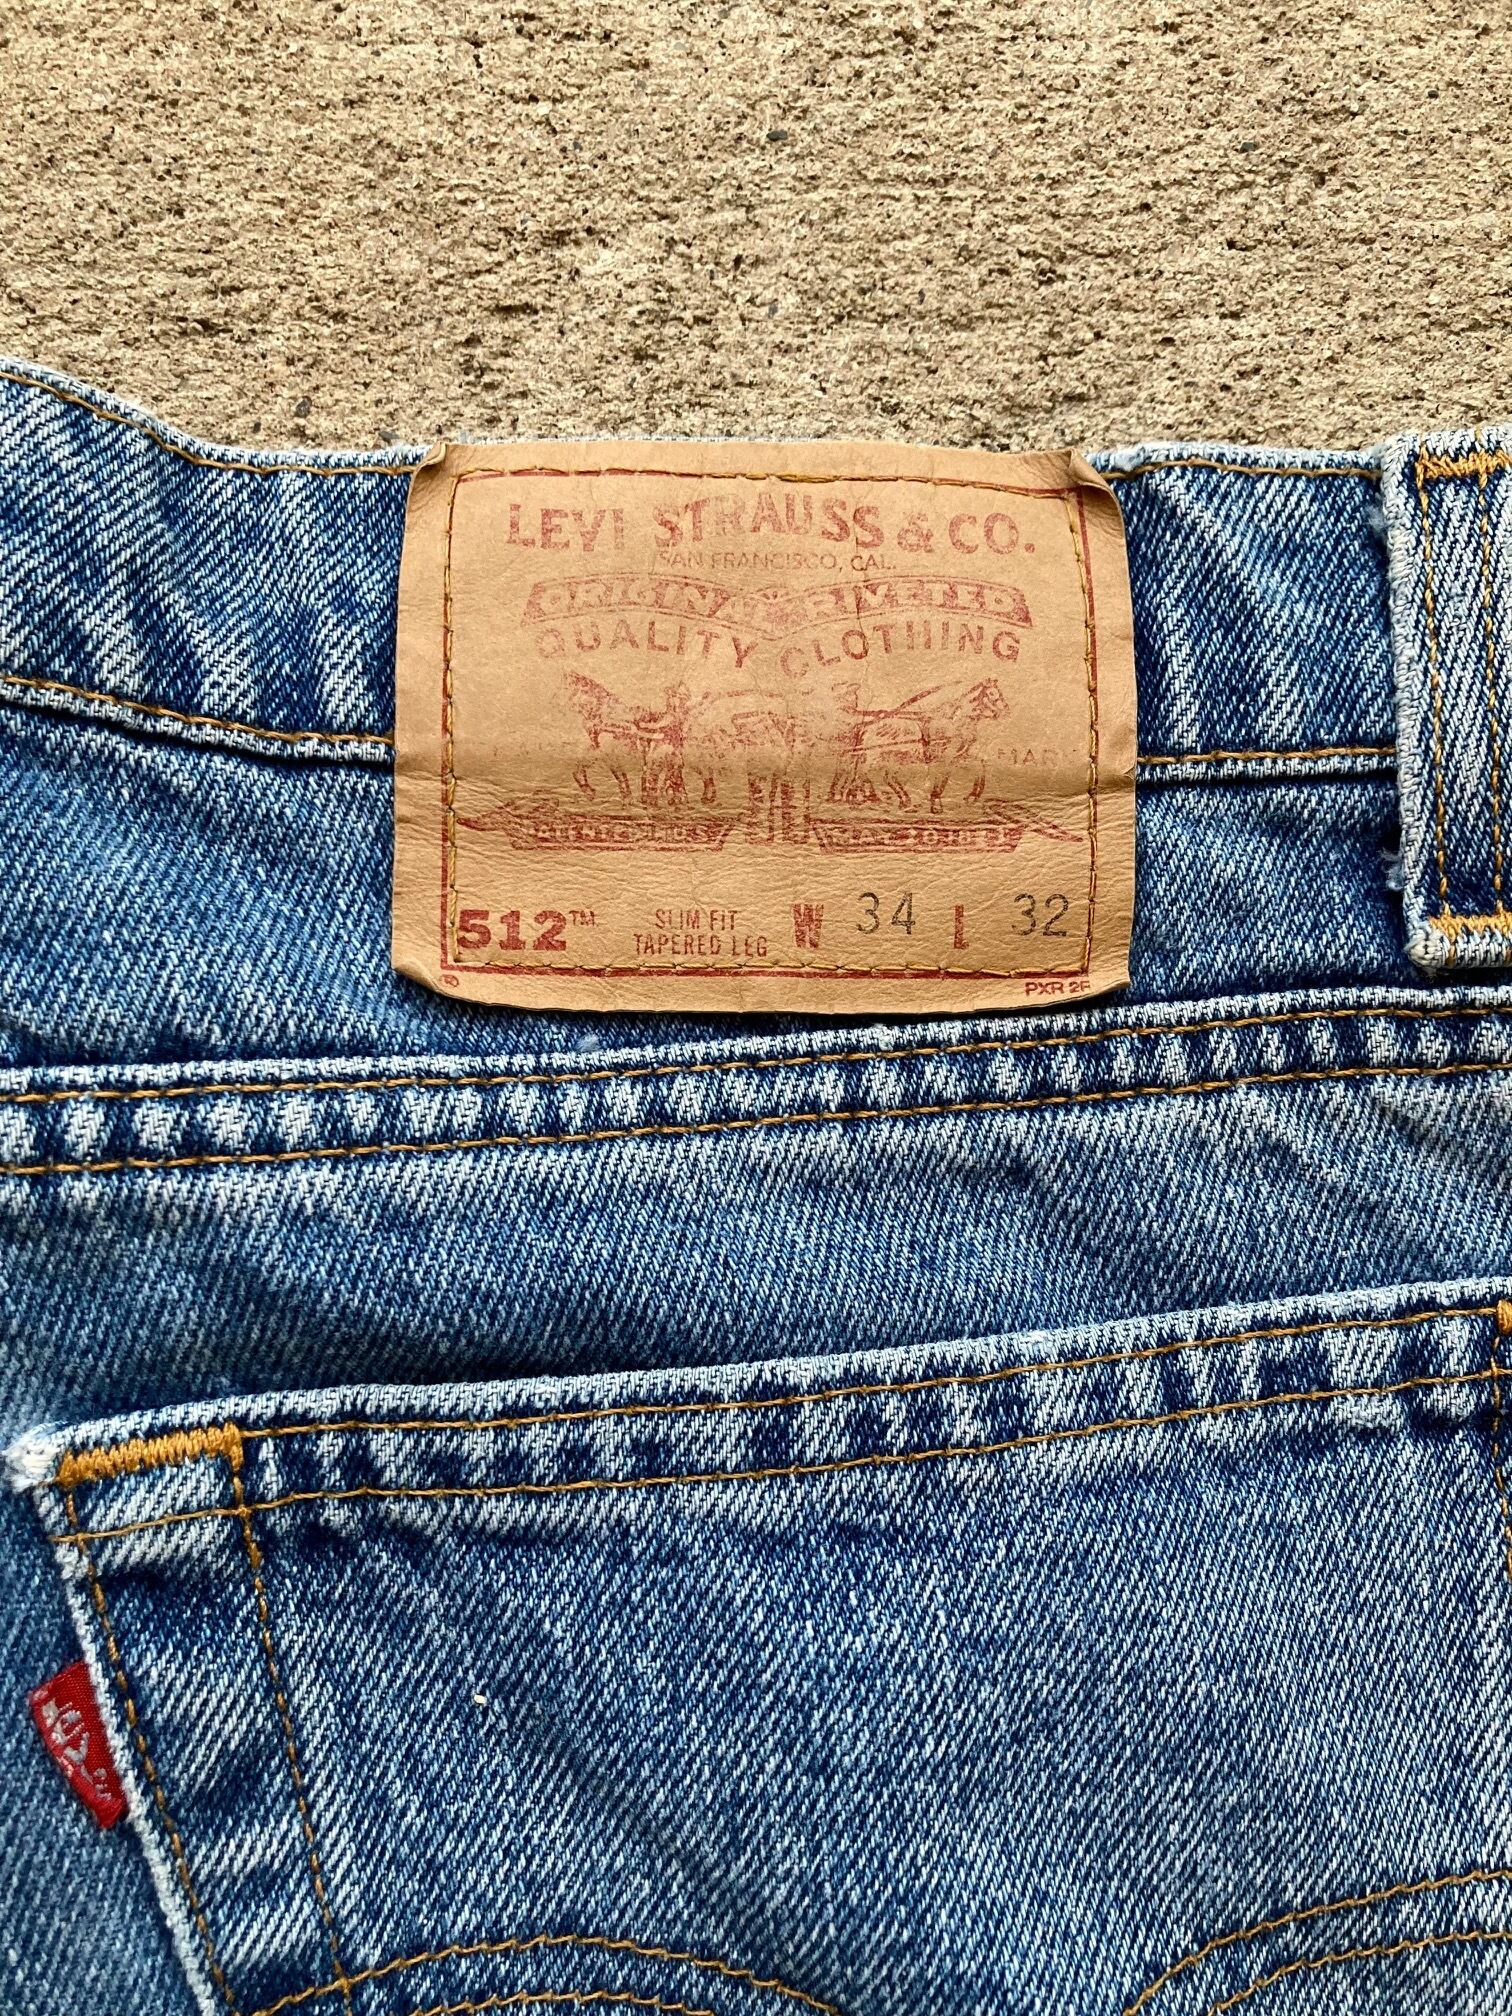 LEVI STRAUSS & CO.
SAN FRANCISCO, CAL.
ORIGINAL RIVETED
QUALITY CLOTHING
MAR
512™ SLIM FIT TAPERED LEG W 34 L 32
®
PXR 2F